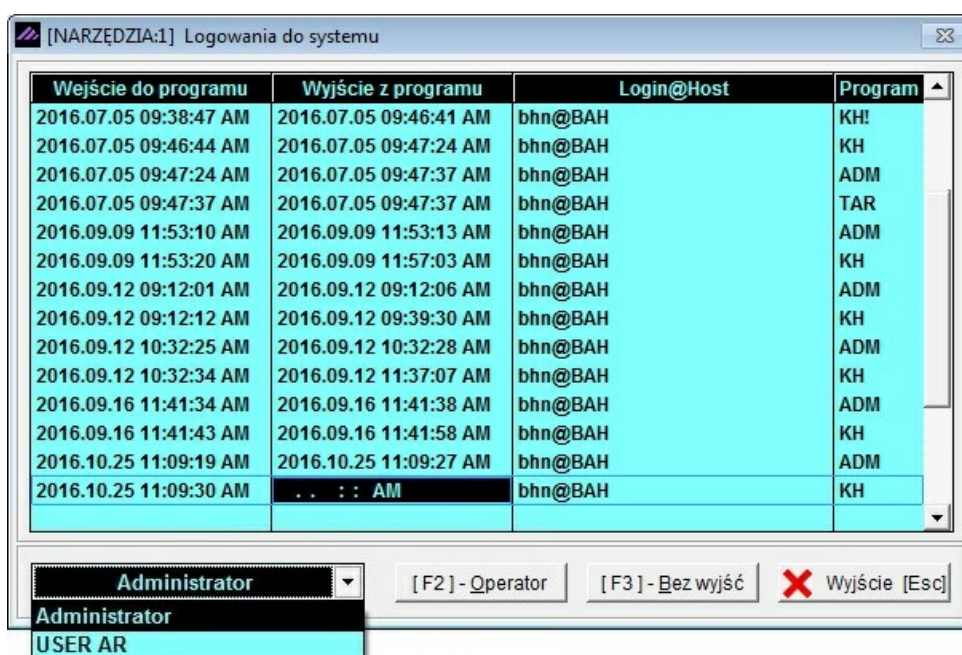 [NARZĘDZIA:1] Logowania do systemu
Wejście do programu Wyjście z programu Login@Host Program
2016.07.05 09:38:47 AM 2016.07.05 09:46:41 AM bhn@BAH KH!
2016.07.05 09:46:44 AM 2016.07.05 09:47:24 AM bhn@BAH KH
2016.07.05 09:47:24 AM 2016.07.05 09:47:37 AM bhn@BAH ADM
2016.07.05 09:47:37 AM 2016.07.05 09:47:37 AM bhn@BAH TAR
2016.09.09 11:53:10 AM 2016.09.09 11:53:13 AM bhn@BAH ADM
2016.09.09 11:53:20 AM 2016.09.09 11:57:03 AM bhn@BAH KH
2016.09.12 09:12:01 AM 2016.09.12 09:12:06 AM bhn@BAH ADM
2016.09.12 09:12:12 AM 2016.09.12 09:39:30 AM bhn@BAH KH
2016.09.12 10:32:25 AM 2016.09.12 10:32:28 AM bhn@BAH ADM
2016.09.12 10:32:34 AM 2016.09.12 11:37:07 AM bhn@BAH KH
2016.09.16 11:41:34 AM 2016.09.16 11:41:38 AM bhn@BAH ADM
2016.09.16 11:41:43 AM 2016.09.16 11:41:58 AM bhn@BAH KH
2016.10.25 11:09:19 AM 2016.10.25 11:09:27 AM bhn@BAH ADM
2016.10.25 11:09:30 AM . . : : AM bhn@BAH KH
Administrator [ F2 ] - Operator [ F3 ] - Bez wyjść Wyjście [Esc]
Administrator
USER AR